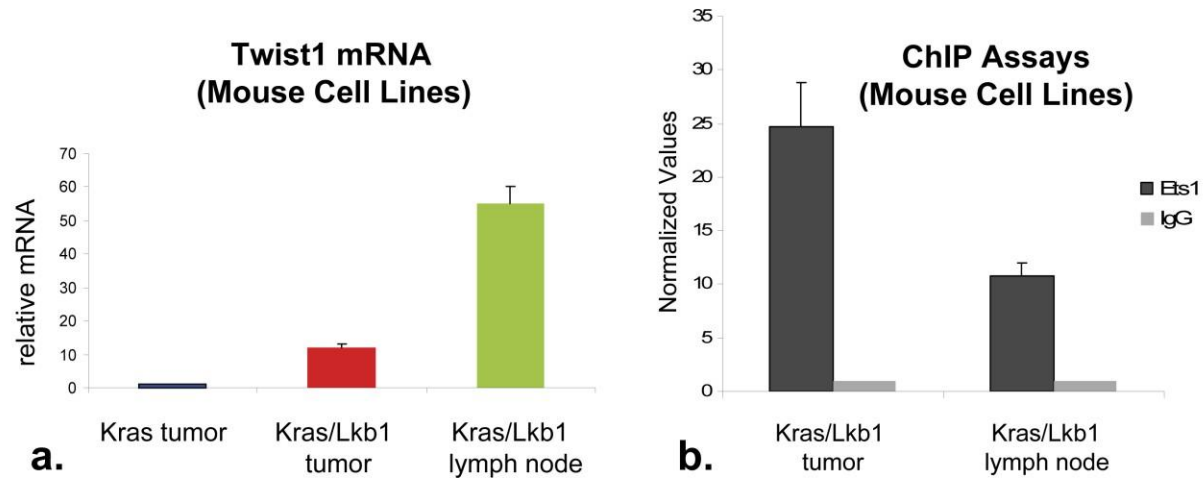 Twist1 mRNA
(Mouse Cell Lines)
relative mRNA
70
60
50
40
30
20
10
0
Kras tumor
Kras/Lkb1
tumor
Kras/Lkb1
lymph node
a.
ChIP Assays
(Mouse Cell Lines)
Normalized Values
35
30
25
20
15
10
5
0
Ets1
IgG
Kras/Lkb1
tumor
Kras/Lkb1
lymph node
b.